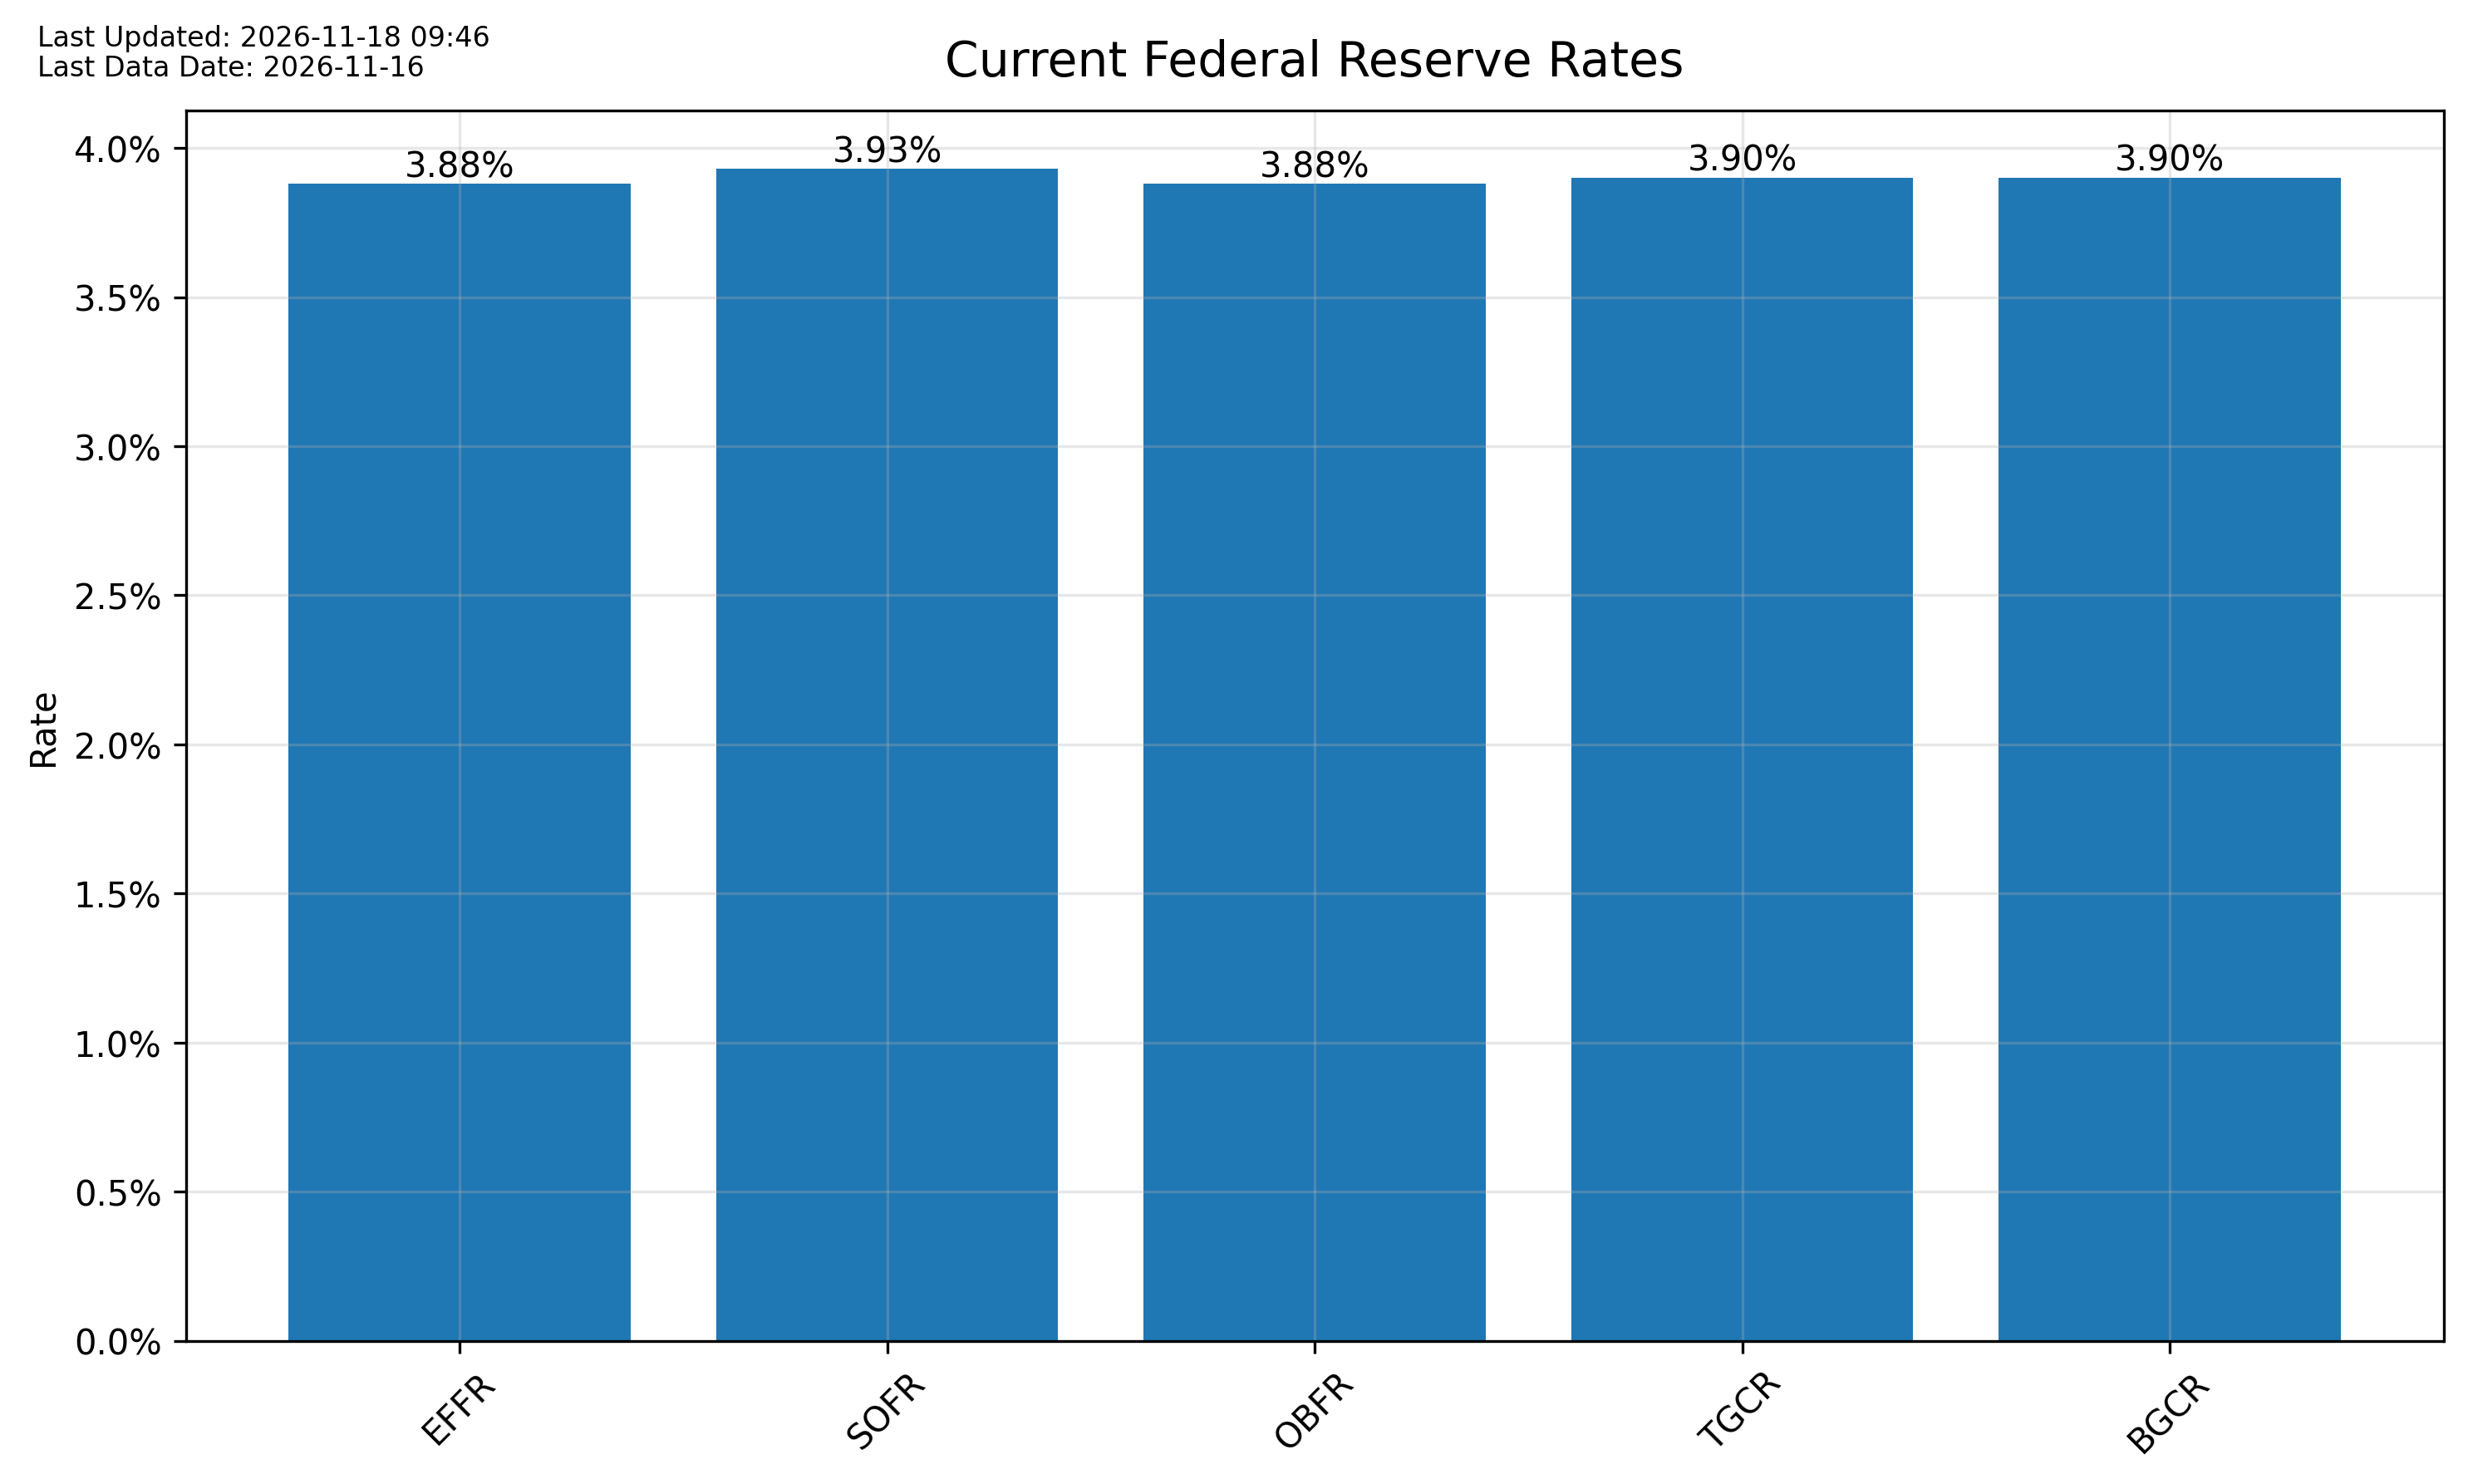 Last Updated: 2026-11-18 09:46
Last Data Date: 2026-11-16
Current Federal Reserve Rates
Rate
4.0%
3.5%
3.0%
2.5%
2.0%
1.5%
1.0%
0.5%
0.0%
3.88%
3.93%
3.88%
3.90%
3.90%
EFFR
SOFR
OBFR
TGCR
BGCR